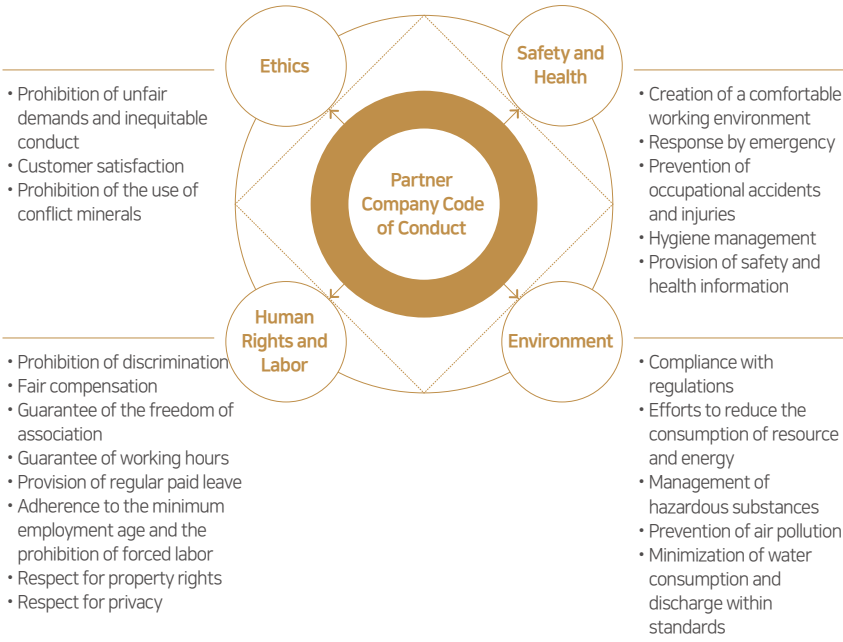 Ethics
• Prohibition of unfair
demands and inequitable
conduct
• Customer satisfaction
• Prohibition of the use of
conflict minerals
Safety and
Health
• Creation of a comfortable
working environment
• Response by emergency
• Prevention of
occupational accidents
and injuries
• Hygiene management
• Provision of safety and
health information
Partner
Company Code
of Conduct
Human
Rights and
Labor
• Prohibition of discrimination
• Fair compensation
• Guarantee of the freedom of
association
• Guarantee of working hours
• Provision of regular paid leave
• Adherence to the minimum
employment age and the
prohibition of forced labor
• Respect for property rights
• Respect for privacy
Environment
• Compliance with
regulations
• Efforts to reduce the
consumption of resource
and energy
• Management of
hazardous substances
• Prevention of air pollution
• Minimization of water
consumption and
discharge within
standards